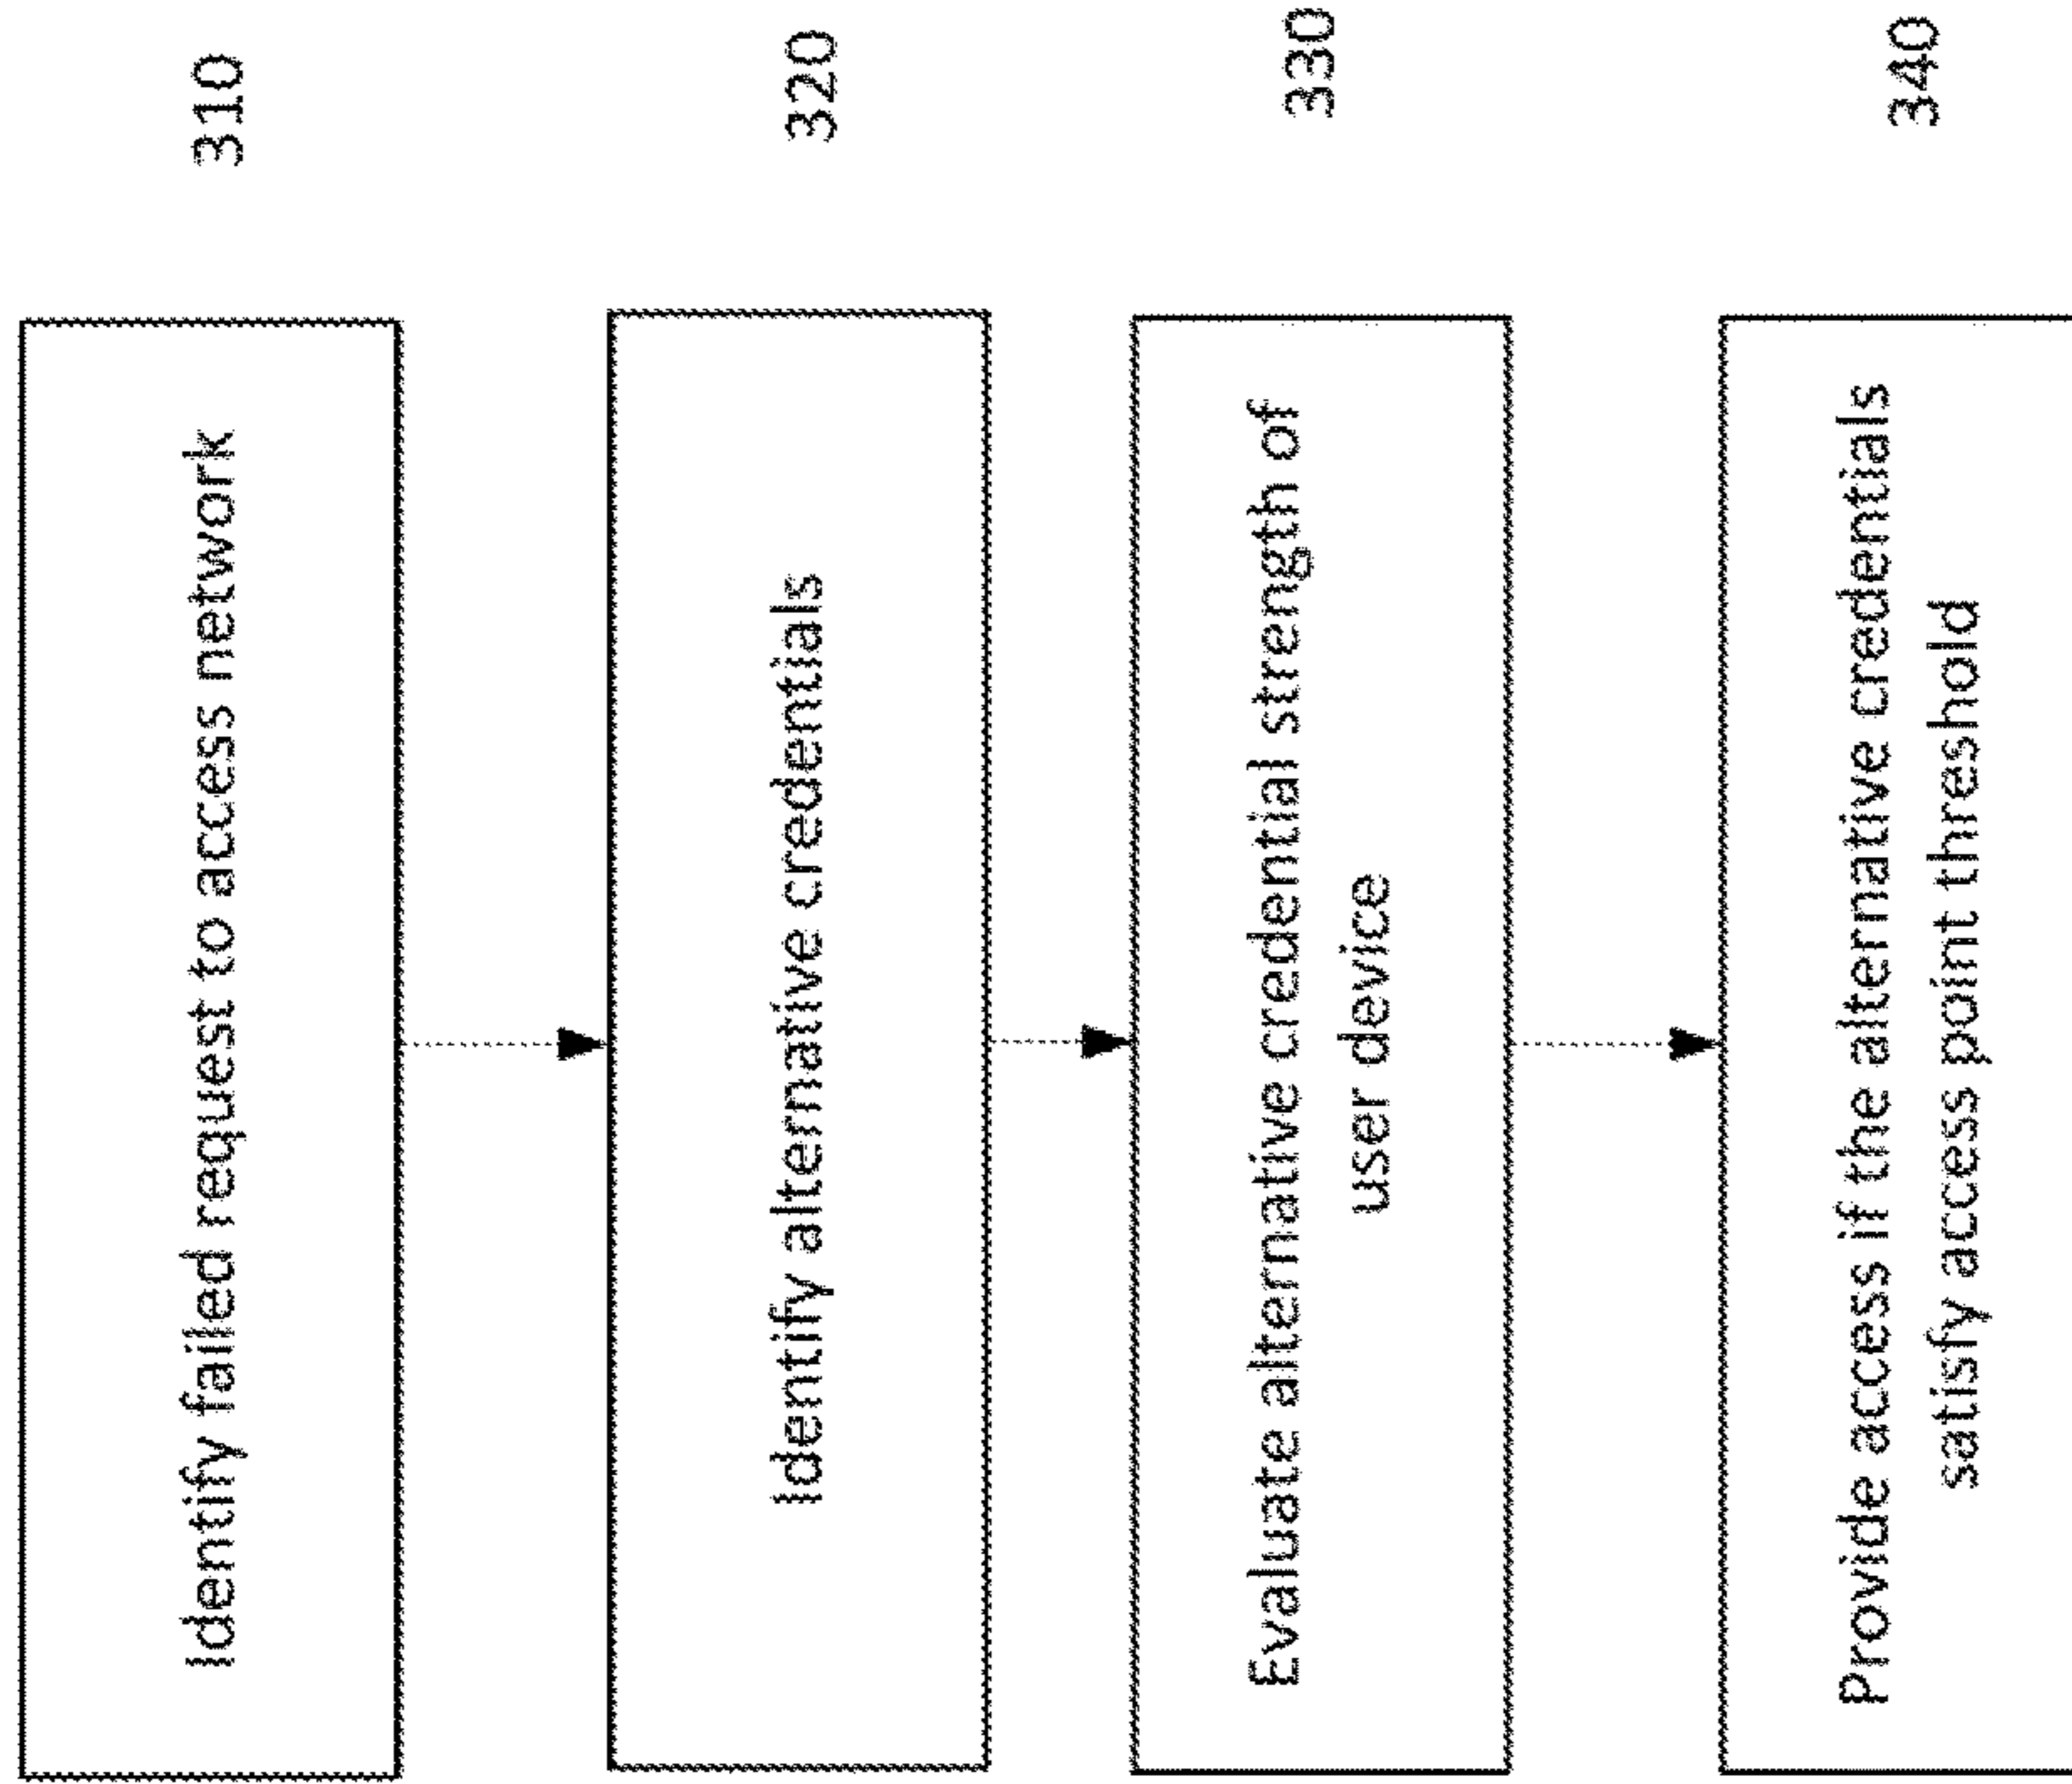 Identify failed request to access network
310
Identify alternative credentials
320
Evaluate alternative credential strength of
user device
330
Provide access if the alternative credentials
satisfy access point threshold
340